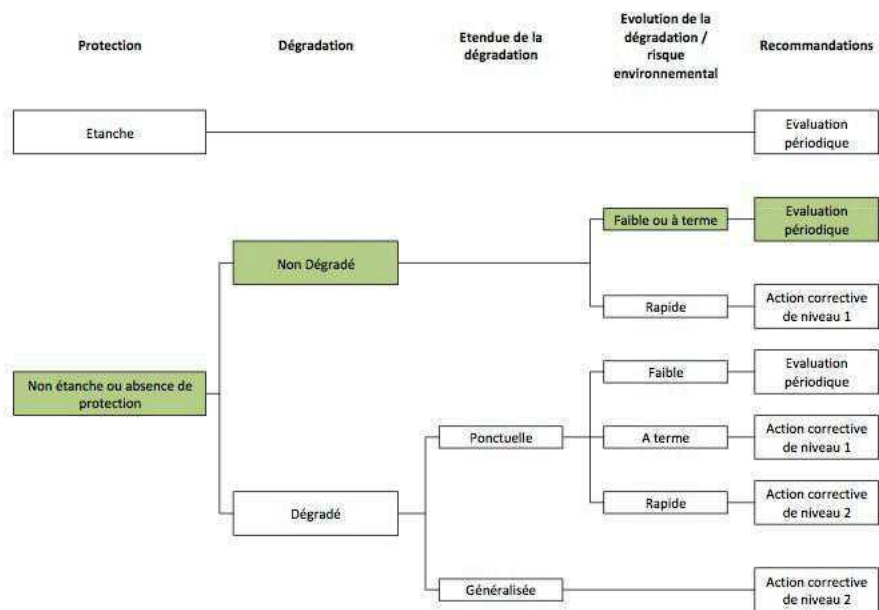 Protection
Dégradation
Etendue de la
dégradation
Evolution de la
dégradation /
risque
environnemental
Recommandations
Etanche
Evaluation
périodique
Faible ou à terme
Evaluation
périodique
Non Dégradé
Rapide
Action corrective
de niveau 1
Non étanche ou absence de
protection
Faible
Evaluation
périodique
Ponctuelle
A terme
Action corrective
de niveau 1
Dégradé
Rapide
Action corrective
de niveau 2
Généralisée
Action corrective
de niveau 2